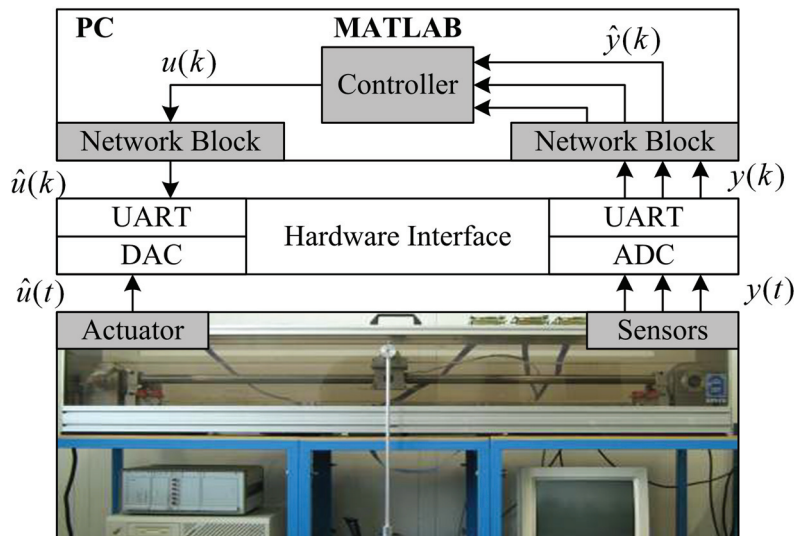 PC
MATLAB
u(k)
ŷ(k)
Controller
Network Block
Network Block
û(k)
y(k)
UART
UART
Hardware Interface
DAC
ADC
û(t)
y(t)
Actuator
Sensors